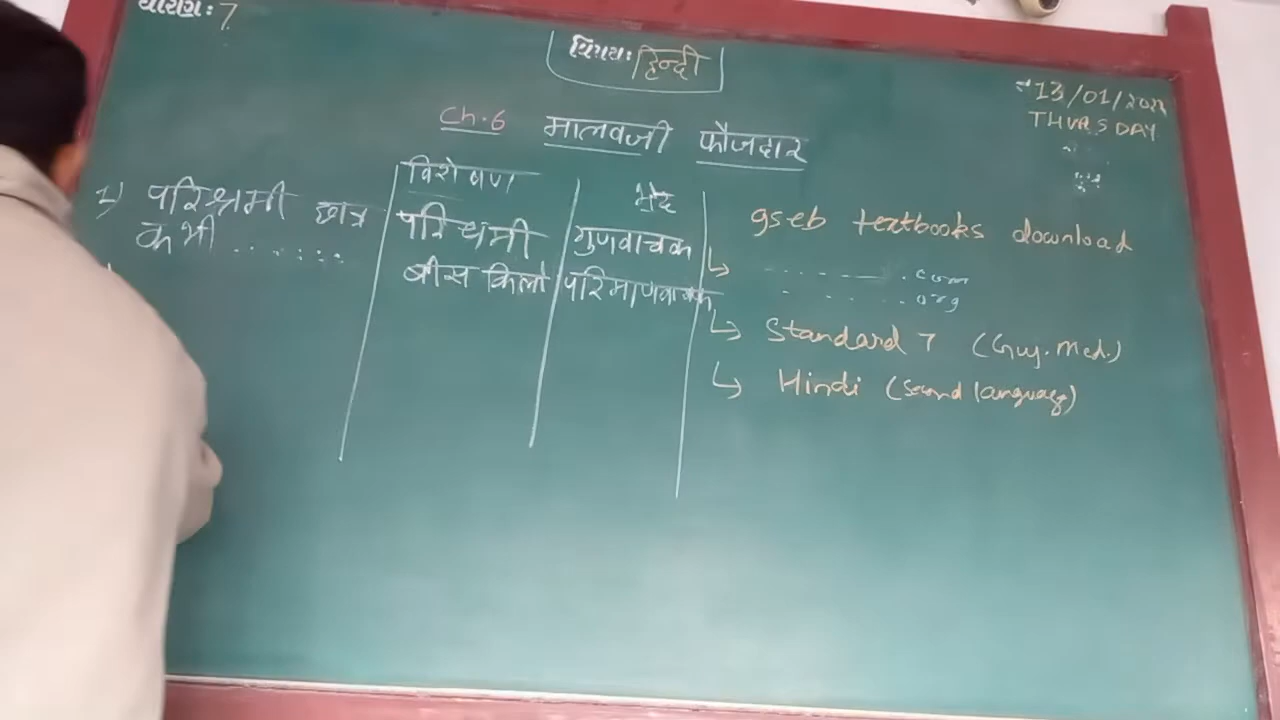 धोरण: 7
विषय: हिन्दी
13/01/2022
THURSDAY
Ch.6 मालवजी फौजदार
विशेषण भेद
1) परिश्रमी छात्र परिश्रमी गुणवाचक
कभी ........
बीस किलो परिमाणवाचक
gseb textbooks download
↳ ........ .com
........ .org
↳ Standard 7 (Guj. Med.)
↳ Hindi (Second language)